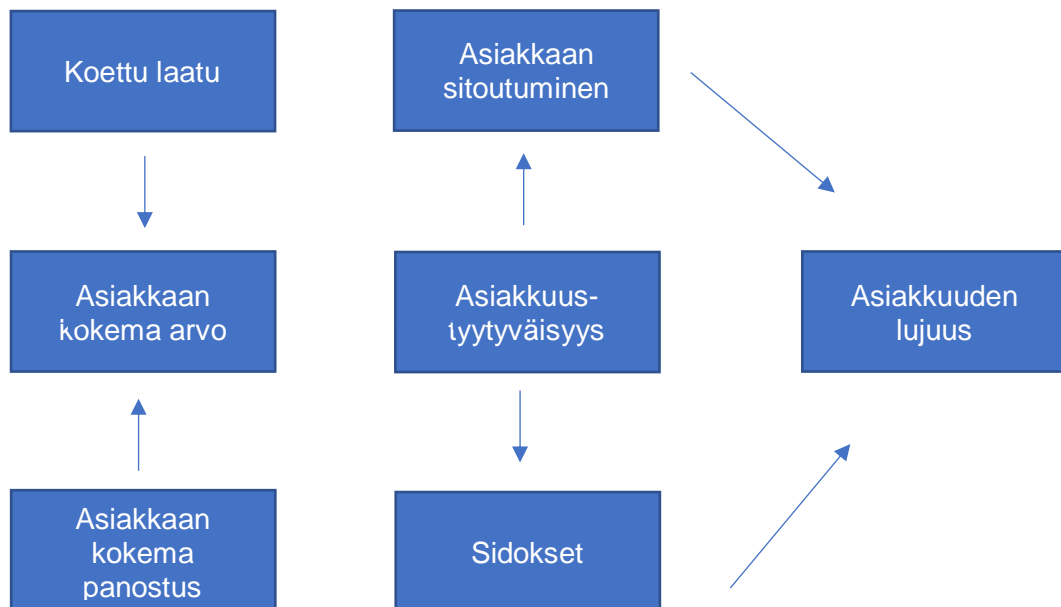 Koettu laatu
Asiakkaan
sitoutuminen
Asiakkaan
kokema arvo
Asiakkuus-
tyytyväisyys
Asiakkuuden
lujuus
Asiakkaan
kokema
panostus
Sidokset